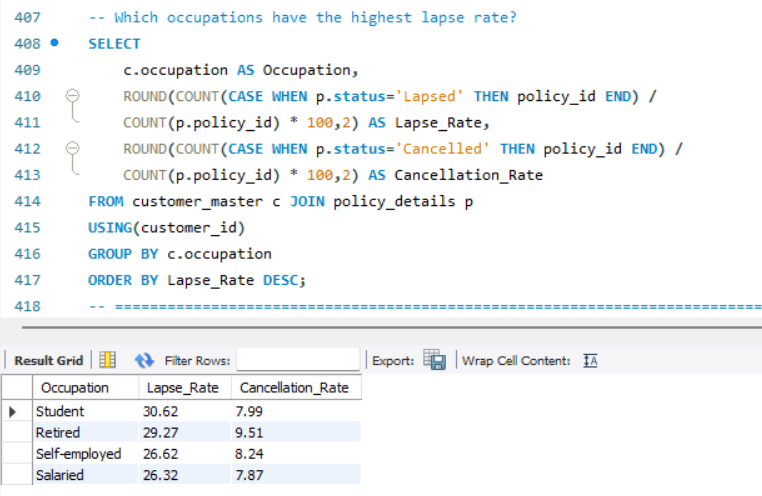 407 -- Which occupations have the highest lapse rate?
408 SELECT
409 c.occupation AS Occupation,
410 ROUND(COUNT(CASE WHEN p.status='Lapsed' THEN policy_id END) /
411 COUNT(p.policy_id) * 100,2) AS Lapse_Rate,
412 ROUND(COUNT(CASE WHEN p.status='Cancelled' THEN policy_id END) /
413 COUNT(p.policy_id) * 100,2) AS Cancellation_Rate
414 FROM customer_master c JOIN policy_details p
415 USING(customer_id)
416 GROUP BY c.occupation
417 ORDER BY Lapse_Rate DESC;
418 -- ==========================================================================
Result Grid Filter Rows: Export: Wrap Cell Content: IA
Occupation Lapse_Rate Cancellation_Rate
Student 30.62 7.99
Retired 29.27 9.51
Self-employed 26.62 8.24
Salaried 26.32 7.87